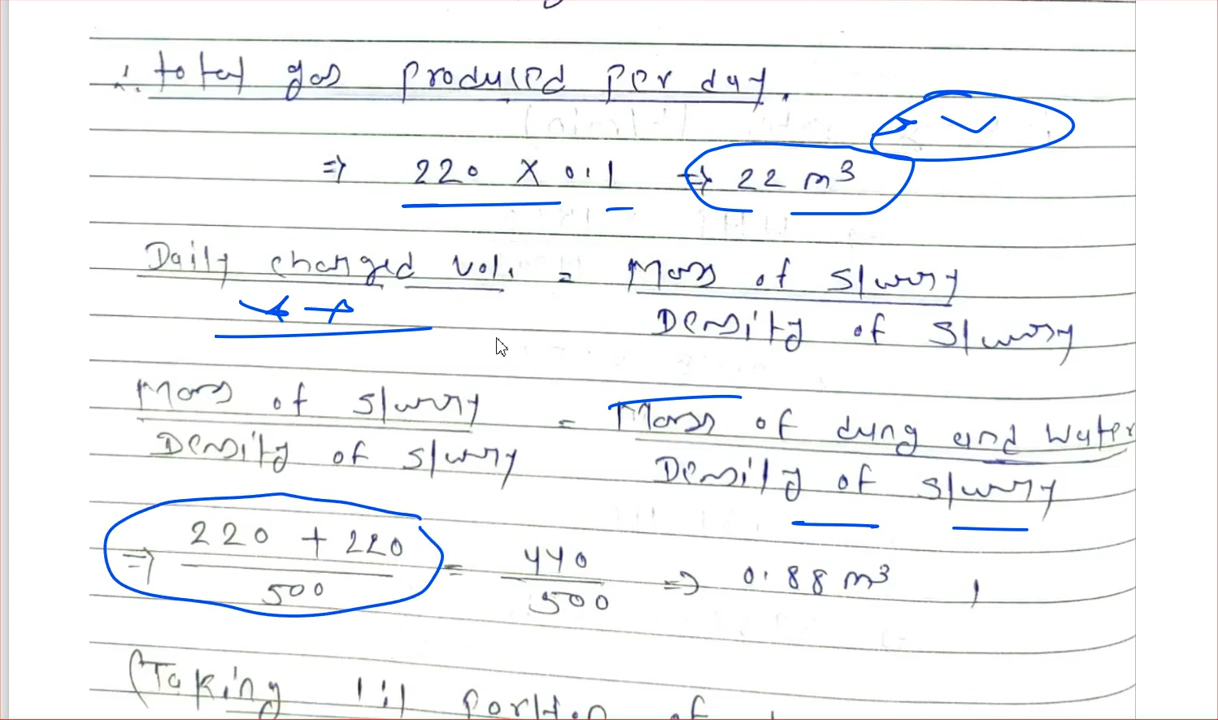 ∴ total gas produced per day.
⇒ 220 X 0.1 ⇒ 22 m³
Daily charged vol. = Mass of Slurry / Density of Slurry
Mass of slurry / Density of slurry = Mass of dung and water / Density of slurry
⇒ 220 + 220 / 500 = 440 / 500 ⇒ 0.88 m³,
(Taking 1:1 portion of